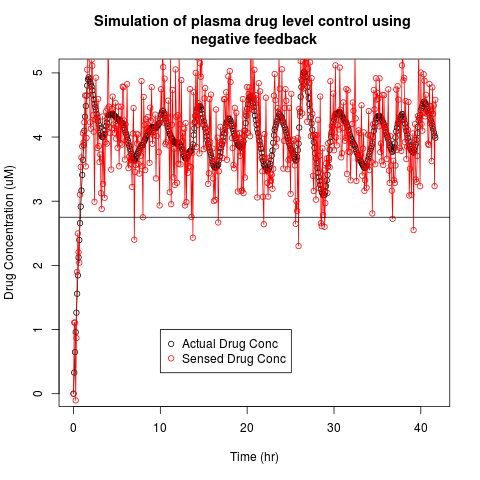 Simulation of plasma drug level control using
negative feedback
5
4
3
2
1
0
Drug Concentration (uM)
Actual Drug Conc
Sensed Drug Conc
0 10 20 30 40
Time (hr)